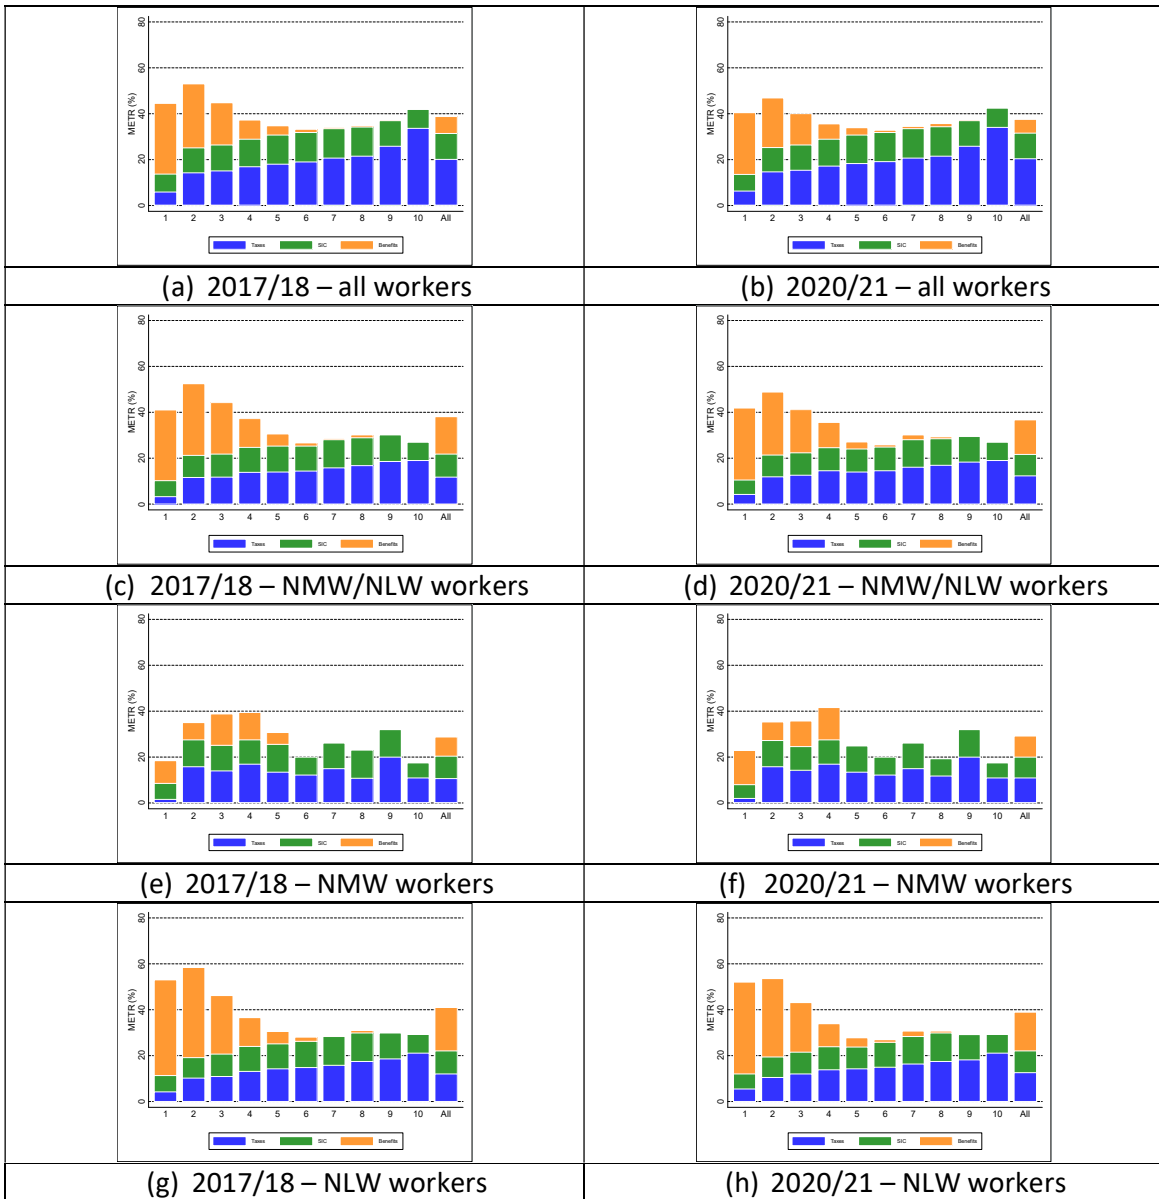 80
60
40
20
0
METR (%)
1 2 3 4 5 6 7 8 9 10 All
Taxes SIC Benefits
(a) 2017/18 – all workers
80
60
40
20
0
METR (%)
1 2 3 4 5 6 7 8 9 10 All
Taxes SIC Benefits
(b) 2020/21 – all workers
80
60
40
20
0
METR (%)
1 2 3 4 5 6 7 8 9 10 All
Taxes SIC Benefits
(c) 2017/18 – NMW/NLW workers
80
60
40
20
0
METR (%)
1 2 3 4 5 6 7 8 9 10 All
Taxes SIC Benefits
(d) 2020/21 – NMW/NLW workers
80
60
40
20
0
METR (%)
1 2 3 4 5 6 7 8 9 10 All
Taxes SIC Benefits
(e) 2017/18 – NMW workers
80
60
40
20
0
METR (%)
1 2 3 4 5 6 7 8 9 10 All
Taxes SIC Benefits
(f) 2020/21 – NMW workers
80
60
40
20
0
METR (%)
1 2 3 4 5 6 7 8 9 10 All
Taxes SIC Benefits
(g) 2017/18 – NLW workers
80
60
40
20
0
METR (%)
1 2 3 4 5 6 7 8 9 10 All
Taxes SIC Benefits
(h) 2020/21 – NLW workers